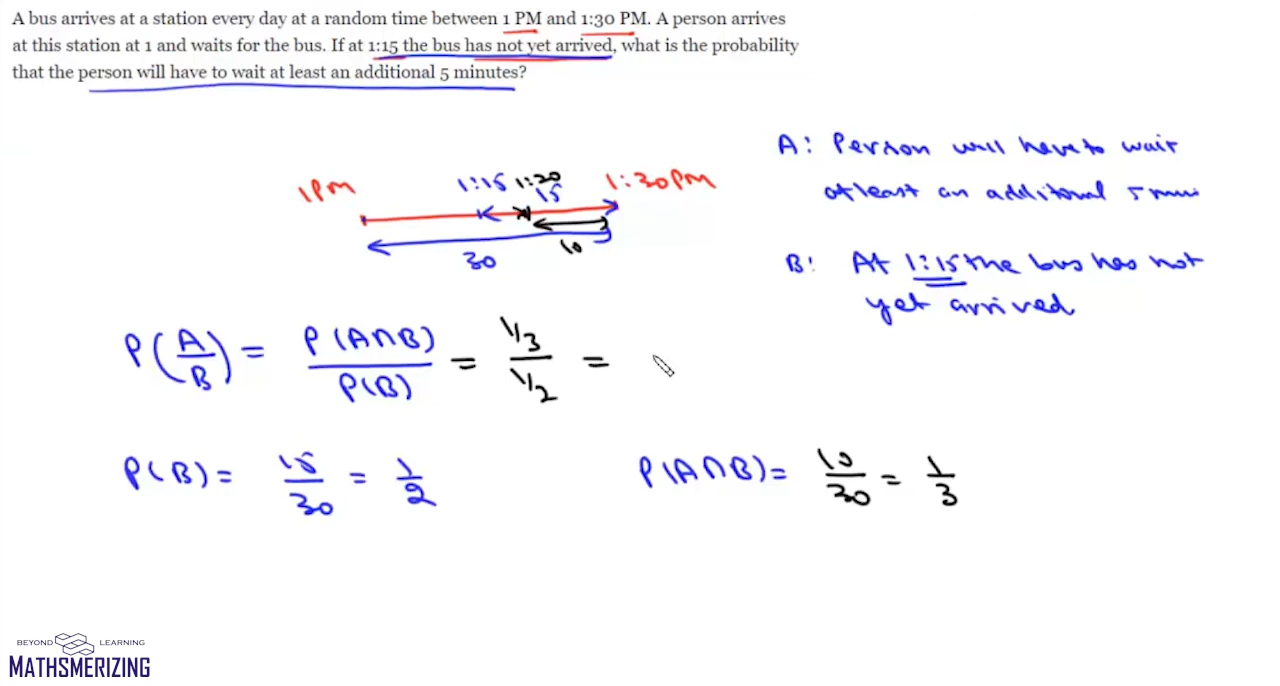 A bus arrives at a station every day at a random time between 1 PM and 1:30 PM. A person arrives
at this station at 1 and waits for the bus. If at 1:15 the bus has not yet arrived, what is the probability
that the person will have to wait at least an additional 5 minutes?
A: Person will have to wait
atleast an additional 5 mins
1PM 1:15 1:20 15 1:30PM
30 10
B: At 1:15 the bus has not
yet arrived
P(A/B) = P(A∩B)/P(B) = 1/3 / 1/2 =
P(B) = 15/30 = 1/2
P(A∩B) = 10/30 = 1/3
BEYOND LEARNING
MATHSMERIZING